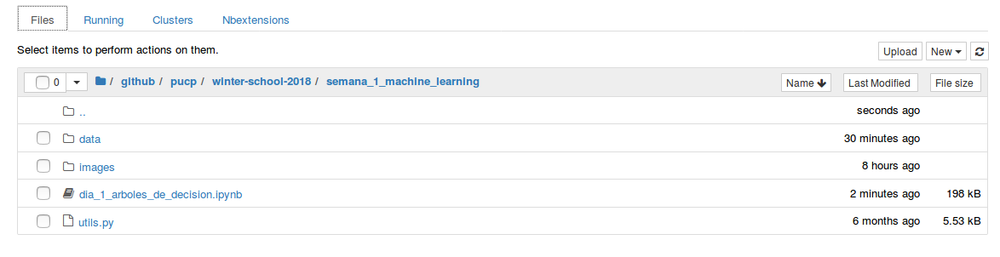 Files Running Clusters Nbextensions
Select items to perform actions on them.
Upload New
0 / github / pucp / winter-school-2018 / semana_1_machine_learning Name Last Modified File size
.. seconds ago
data 30 minutes ago
images 8 hours ago
dia_1_arboles_de_decision.ipynb 2 minutes ago 198 kB
utils.py 6 months ago 5.53 kB